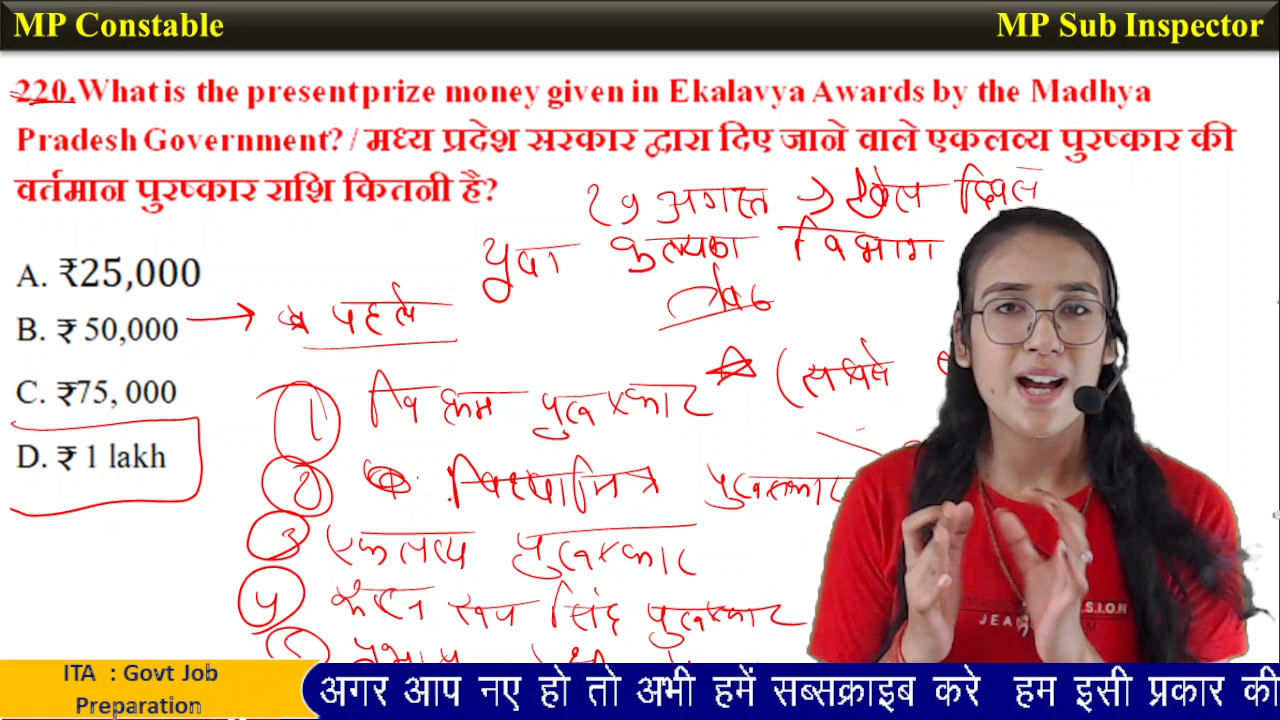 MP Constable
MP Sub Inspector
220.What is the present prize money given in Ekalavya Awards by the Madhya
Pradesh Government? / मध्य प्रदेश सरकार द्वारा दिए जाने वाले एकलव्य पुरष्कार की
वर्तमान पुरष्कार राशि कितनी है?
29 अगस्त खेल दिवस
युवा कल्याण विभाग
A. ₹25,000
B. ₹ 50,000
पहले
C. ₹75, 000
1 विक्रम पुरस्कार
D. ₹ 1 lakh
2 विश्वामित्र पुरस्कार
3 एकलव्य पुरस्कार
सिंह पुरस्कार
ITA : Govt Job
Preparation
अगर आप नए हो तो अभी हमें सब्सक्राइब करे हम इसी प्रकार की